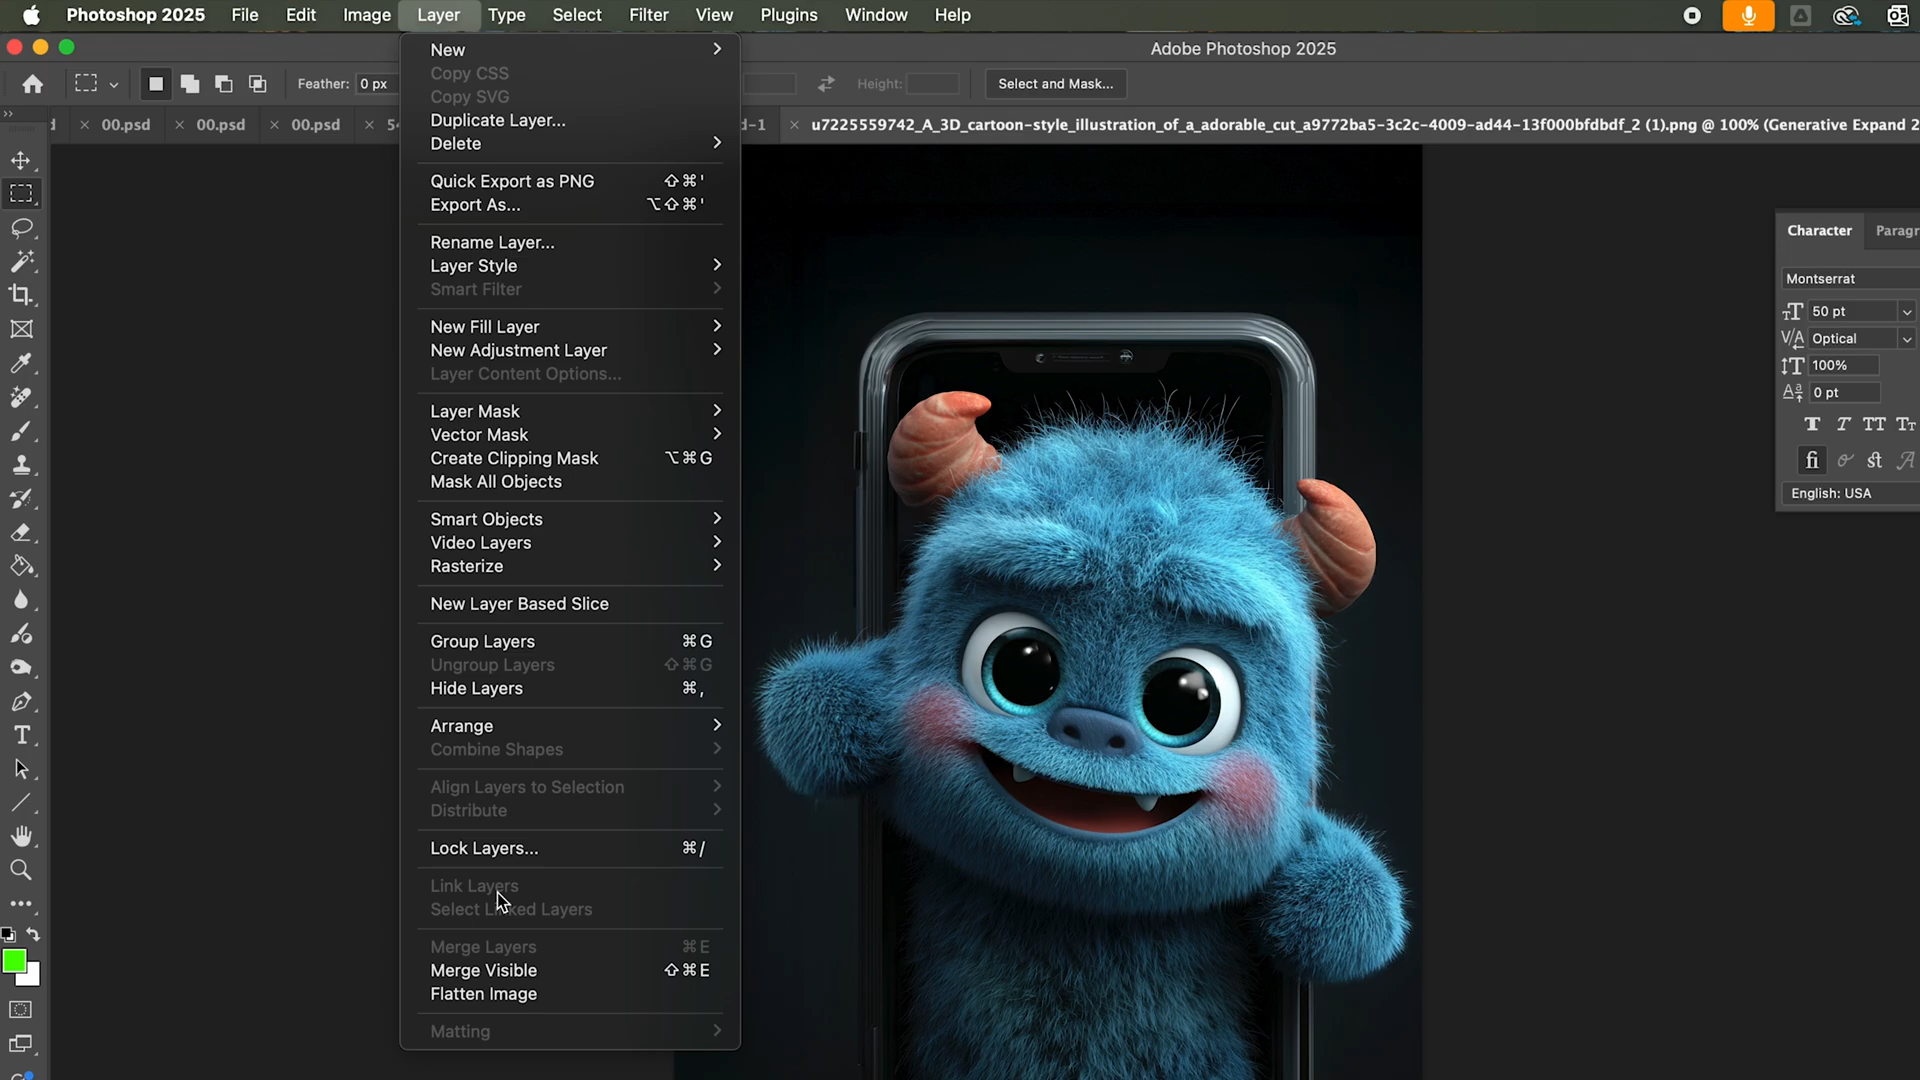 Photoshop 2025 File Edit Image Layer Type Select Filter View Plugins Window Help
Adobe Photoshop 2025
Feather: 0 px Height: Select and Mask...
00.psd 00.psd 00.psd u7225559742_A_3D_cartoon-style_illustration_of_a_adorable_cut_a9772ba5-3c2c-4009-ad44-13f000bfdbdf_2 (1).png @ 100% (Generative Expand 2
New
Copy CSS
Copy SVG
Duplicate Layer...
Delete
Quick Export as PNG ⇧⌘'
Export As... ⌥⇧⌘'
Rename Layer...
Layer Style
Smart Filter
New Fill Layer
New Adjustment Layer
Layer Content Options...
Layer Mask
Vector Mask
Create Clipping Mask ⌥⌘G
Mask All Objects
Smart Objects
Video Layers
Rasterize
New Layer Based Slice
Group Layers ⌘G
Ungroup Layers ⇧⌘G
Hide Layers ⌘,
Arrange
Combine Shapes
Align Layers to Selection
Distribute
Lock Layers... ⌘/
Link Layers
Select Linked Layers
Merge Layers ⌘E
Merge Visible ⇧⌘E
Flatten Image
Matting
Character Paragr
Montserrat
50 pt
Optical
100%
0 pt
English: USA